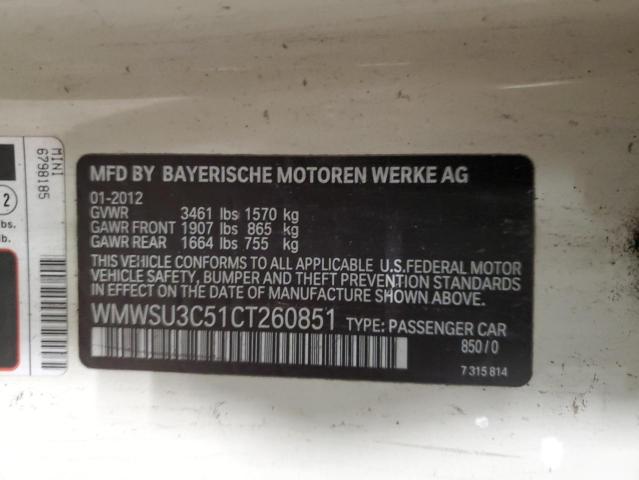 MFD BY BAYERISCHE MOTOREN WERKE AG
01-2012
GVWR 3461 lbs 1570 kg
GAWR FRONT 1907 lbs 865 kg
GAWR REAR 1664 lbs 755 kg
THIS VEHICLE CONFORMS TO ALL APPLICABLE U.S.FEDERAL MOTOR
VEHICLE SAFETY, BUMPER AND THEFT PREVENTION STANDARDS
IN EFFECT ON THE DATE OF MANUFACTURE SHOWN ABOVE.
WMWSU3C51CT260851 TYPE: PASSENGER CAR
850 / 0
7 315 814
MINI
6798185
2
lbs.
lb.